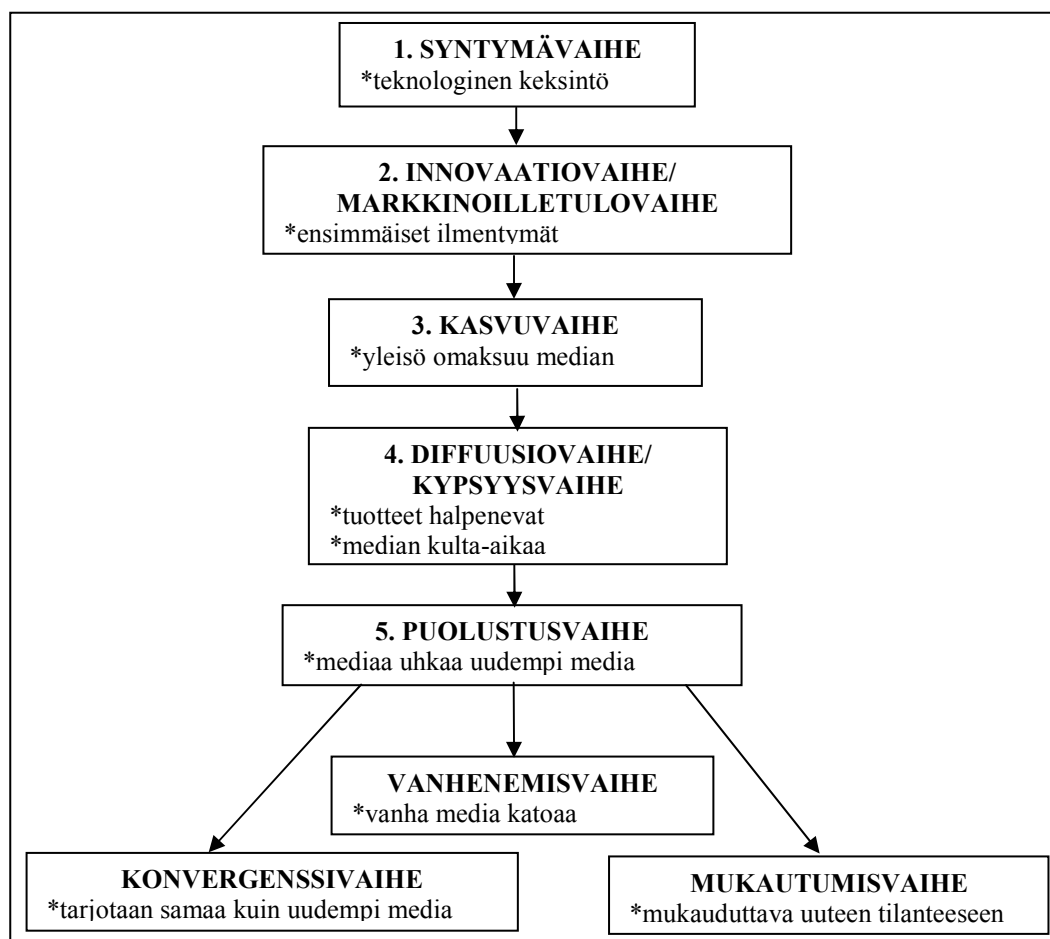 1. SYNTYMÄVAIHE
*teknologinen keksintö
2. INNOVAATIOVAIHE/
MARKKINOILLETULOVAIHE
*ensimmäiset ilmentymät
3. KASVUVAIHE
*yleisö omaksuu median
4. DIFFUUSIOVAIHE/
KYPSYYSVAIHE
*tuotteet halpenevat
*median kulta-aikaa
5. PUOLUSTUSVAIHE
*mediaa uhkaa uudempi media
VANHENEMISVAIHE
*vanha media katoaa
KONVERGENSSIVAIHE
*tarjotaan samaa kuin uudempi media
MUKAUTUMISVAIHE
*mukauduttava uuteen tilanteeseen